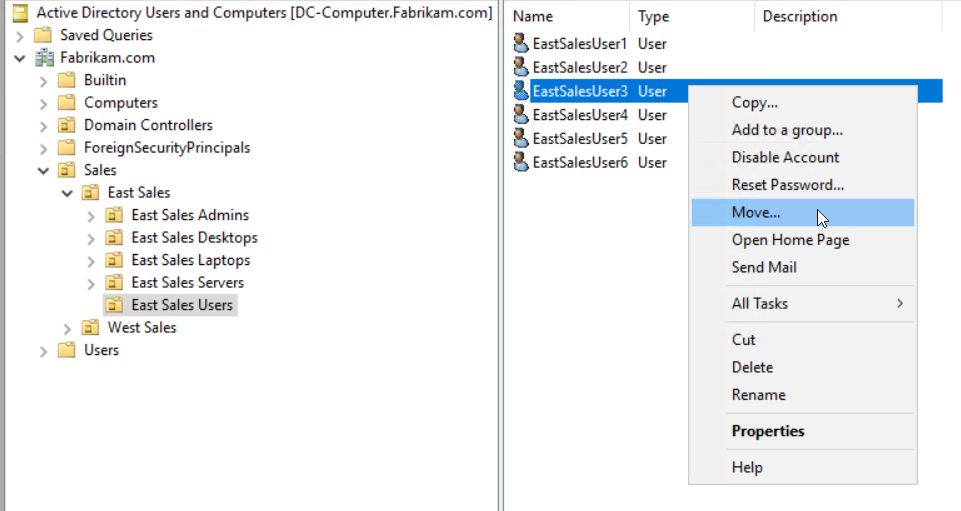 Active Directory Users and Computers [DC-Computer.Fabrikam.com]
Saved Queries
Fabrikam.com
Builtin
Computers
Domain Controllers
ForeignSecurityPrincipals
Sales
East Sales
East Sales Admins
East Sales Desktops
East Sales Laptops
East Sales Servers
East Sales Users
West Sales
Users
Name Type Description
EastSalesUser1 User
EastSalesUser2 User
EastSalesUser3 User
EastSalesUser4 User
EastSalesUser5 User
EastSalesUser6 User
Copy...
Add to a group...
Disable Account
Reset Password...
Move...
Open Home Page
Send Mail
All Tasks
Cut
Delete
Rename
Properties
Help